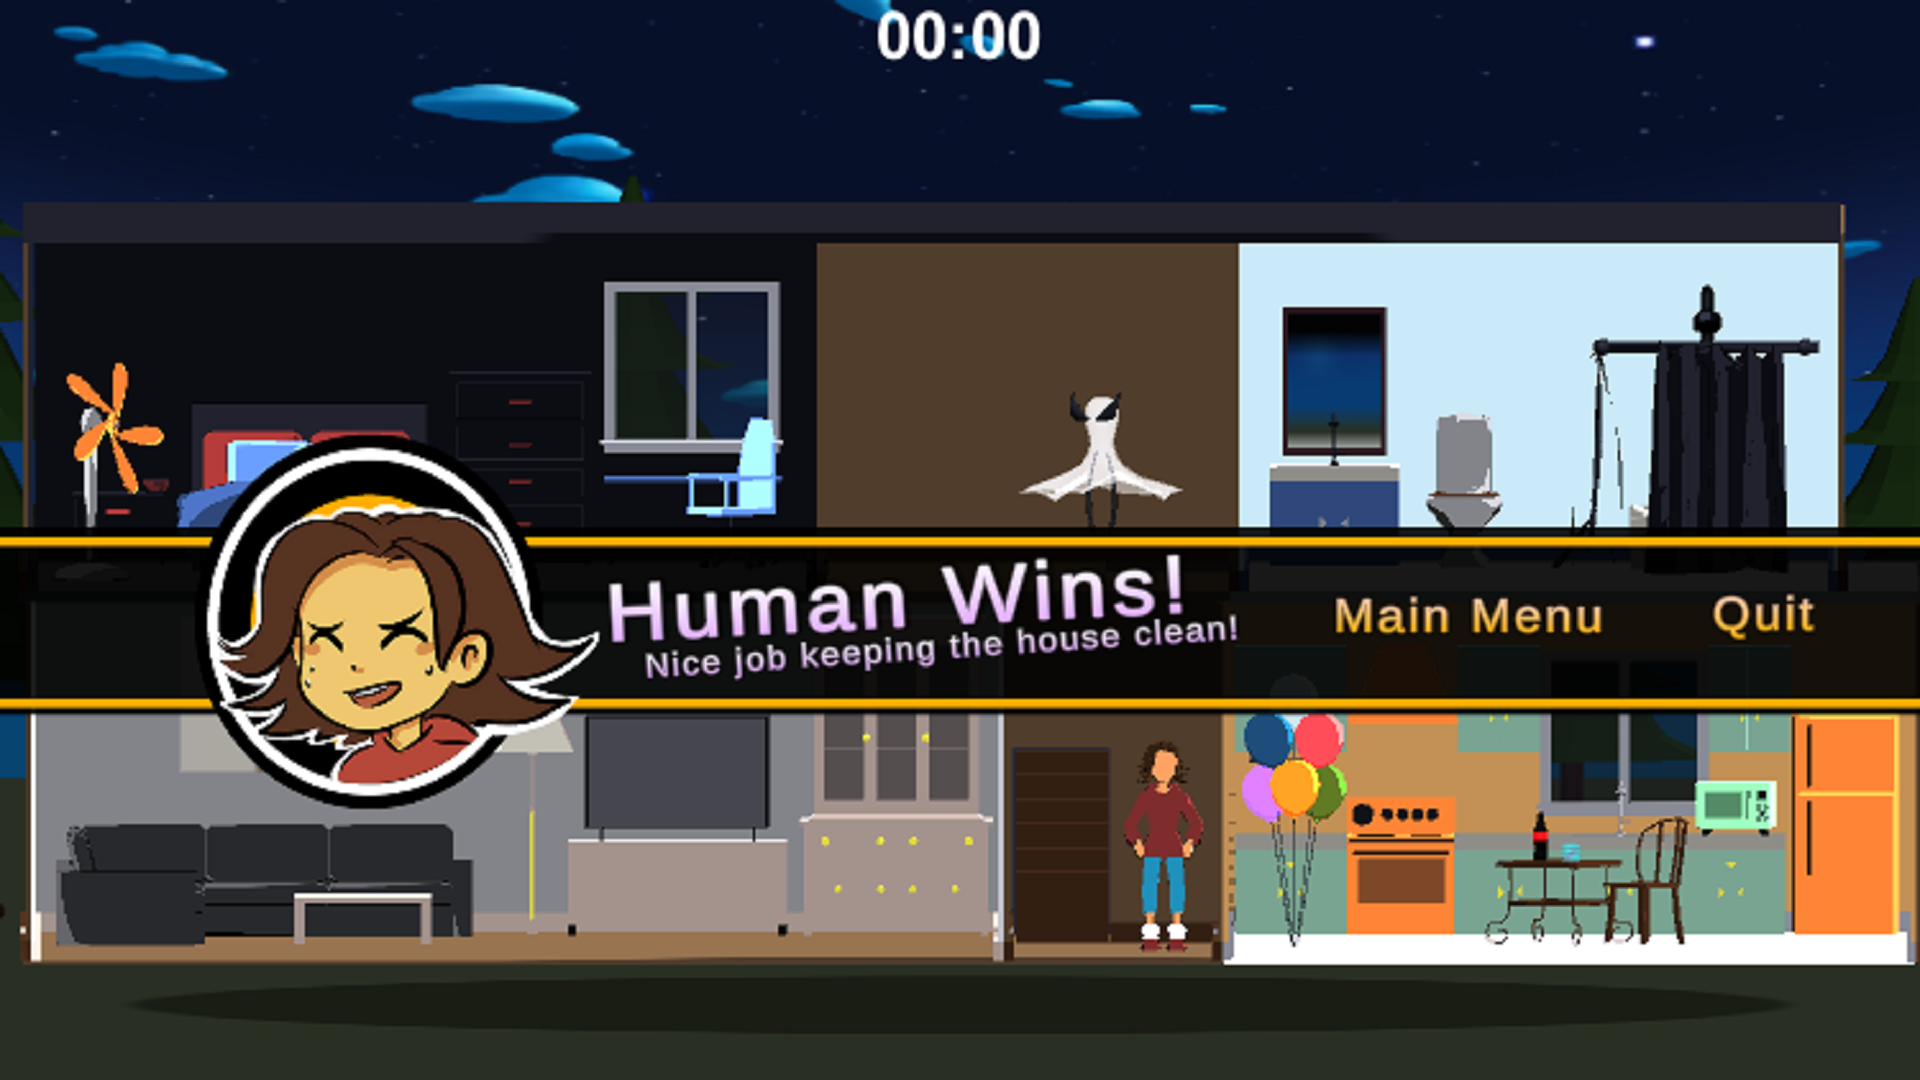 00:00
Human Wins!
Nice job keeping the house clean!
Main Menu
Quit